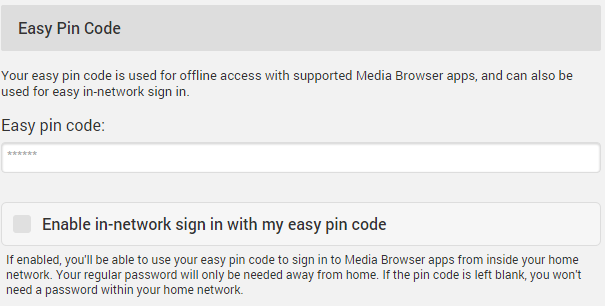 Easy Pin Code
Your easy pin code is used for offline access with supported Media Browser apps, and can also be
used for easy in-network sign in.
Easy pin code:
******
Enable in-network sign in with my easy pin code
If enabled, you'll be able to use your easy pin code to sign in to Media Browser apps from inside your home
network. Your regular password will only be needed away from home. If the pin code is left blank, you won't
need a password within your home network.